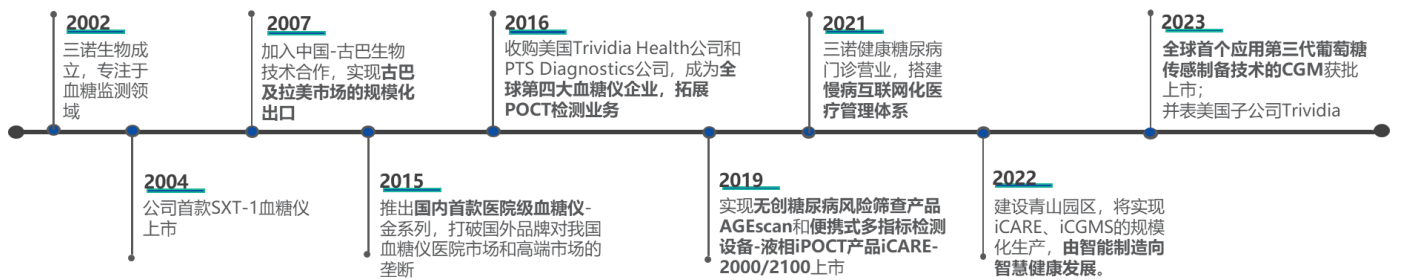 2002
三诺生物成
立，专注于
血糖监测领
域
2004
公司首款SXT-1血糖仪
上市
2007
加入中国-古巴生物
技术合作，实现古巴
及拉美市场的规模化
出口
2015
推出国内首款医院级血糖仪-
金系列，打破国外品牌对我国
血糖仪医院市场和高端市场的
垄断
2016
收购美国Trividia Health公司和
PTS Diagnostics公司，成为全
球第四大血糖仪企业，拓展
POCT检测业务
2019
实现无创糖尿病风险筛查产品
AGEscan和便携式多指标检测
设备-液相iPOCT产品iCARE-
2000/2100上市
2021
三诺健康糖尿病
门诊营业，搭建
慢病互联网化医
疗管理体系
2022
建设青山园区，将实现
iCARE、iCGMS的规模
化生产，由智能制造向
智慧健康发展。
2023
全球首个应用第三代葡萄糖
传感制备技术的CGM获批
上市；
并表美国子公司Trividia